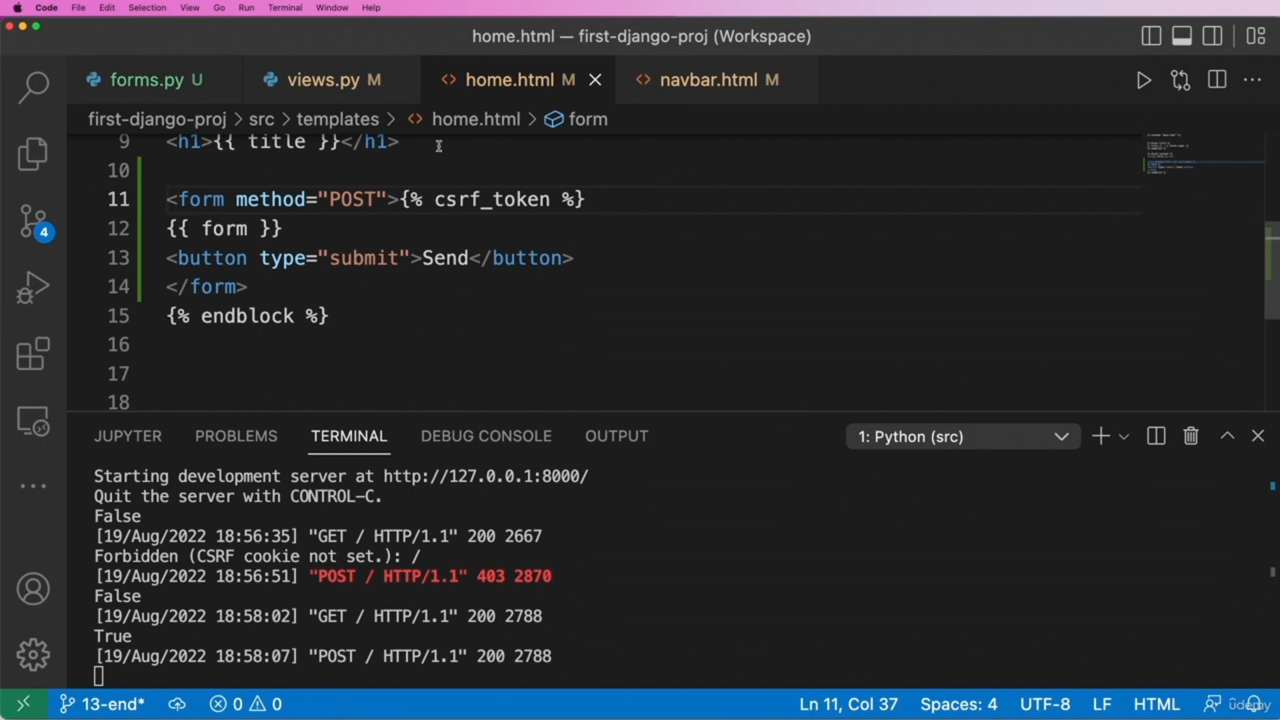 Code File Edit Selection View Go Run Terminal Window Help
home.html — first-django-proj (Workspace)
forms.py U views.py M home.html M navbar.html M
first-django-proj > src > templates > home.html > form
9 <h1>{{ title }}</h1>
10
11 <form method="POST">{% csrf_token %}
12 {{ form }}
13 <button type="submit">Send</button>
14 </form>
15 {% endblock %}
16
17
18
4
JUPYTER PROBLEMS TERMINAL DEBUG CONSOLE OUTPUT 1: Python (src)
Starting development server at http://127.0.0.1:8000/
Quit the server with CONTROL-C.
False
[19/Aug/2022 18:56:35] "GET / HTTP/1.1" 200 2667
Forbidden (CSRF cookie not set.): /
[19/Aug/2022 18:56:51] "POST / HTTP/1.1" 403 2870
False
[19/Aug/2022 18:58:02] "GET / HTTP/1.1" 200 2788
True
[19/Aug/2022 18:58:07] "POST / HTTP/1.1" 200 2788
13-end* 0 0 Ln 11, Col 37 Spaces: 4 UTF-8 LF HTML
udemy